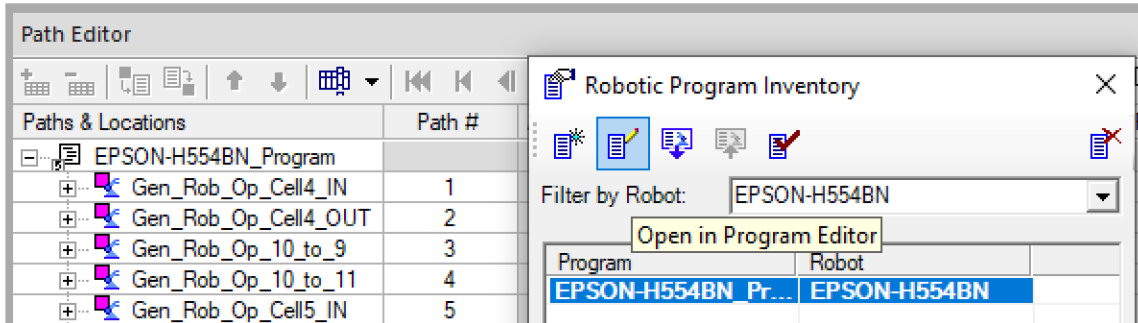 Path Editor
Paths & Locations Path #
EPSON-H554BN_Program
Gen_Rob_Op_Cell4_IN 1
Gen_Rob_Op_Cell4_OUT 2
Gen_Rob_Op_10_to_9 3
Gen_Rob_Op_10_to_11 4
Gen_Rob_Op_Cell5_IN 5
Robotic Program Inventory
Filter by Robot: EPSON-H554BN
Open in Program Editor
Program Robot
EPSON-H554BN_Pr... EPSON-H554BN